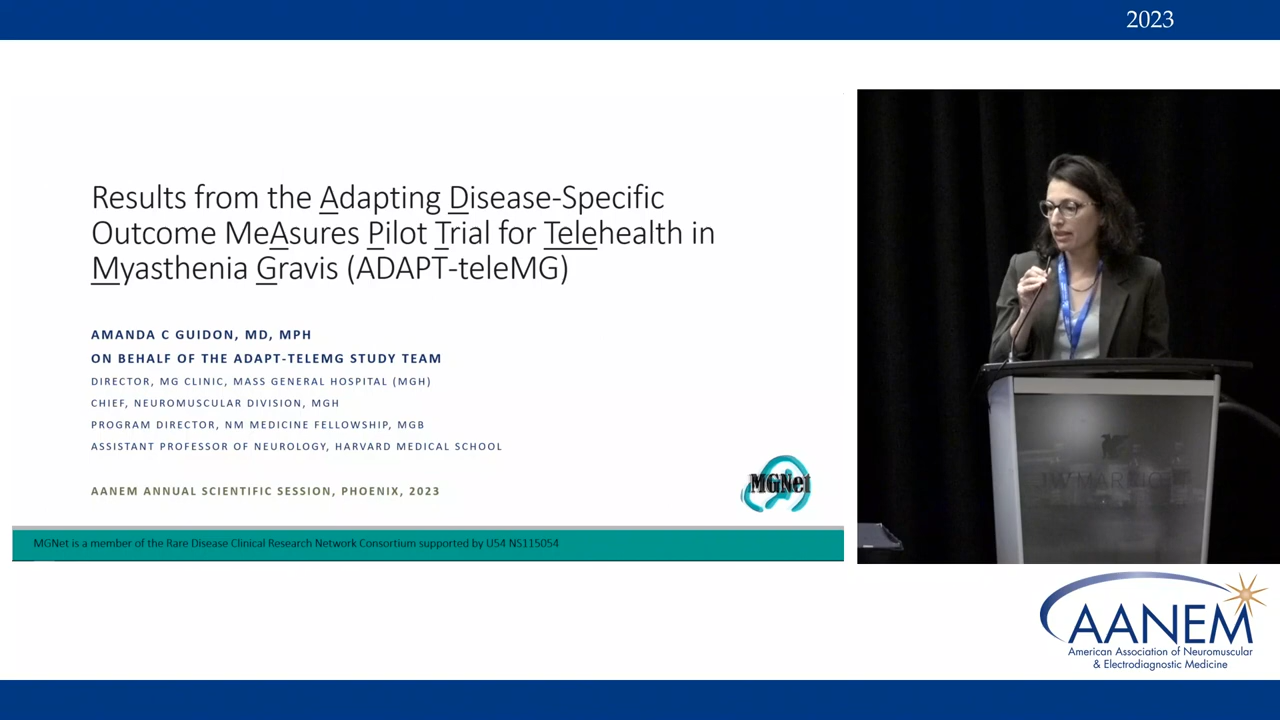 2023
Results from the Adapting Disease-Specific
Outcome MeAsures Pilot Trial for Telehealth in
Myasthenia Gravis (ADAPT-teleMG)
AMANDA C GUIDON, MD, MPH
ON BEHALF OF THE ADAPT-TELEMG STUDY TEAM
DIRECTOR, MG CLINIC, MASS GENERAL HOSPITAL (MGH)
CHIEF, NEUROMUSCULAR DIVISION, MGH
PROGRAM DIRECTOR, NM MEDICINE FELLOWSHIP, MGB
ASSISTANT PROFESSOR OF NEUROLOGY, HARVARD MEDICAL SCHOOL
AANEM ANNUAL SCIENTIFIC SESSION, PHOENIX, 2023
MGNet
MGNet is a member of the Rare Disease Clinical Research Network Consortium supported by U54 NS115054
JW MARRIO
AANEM
American Association of Neuromuscular
& Electrodiagnostic Medicine